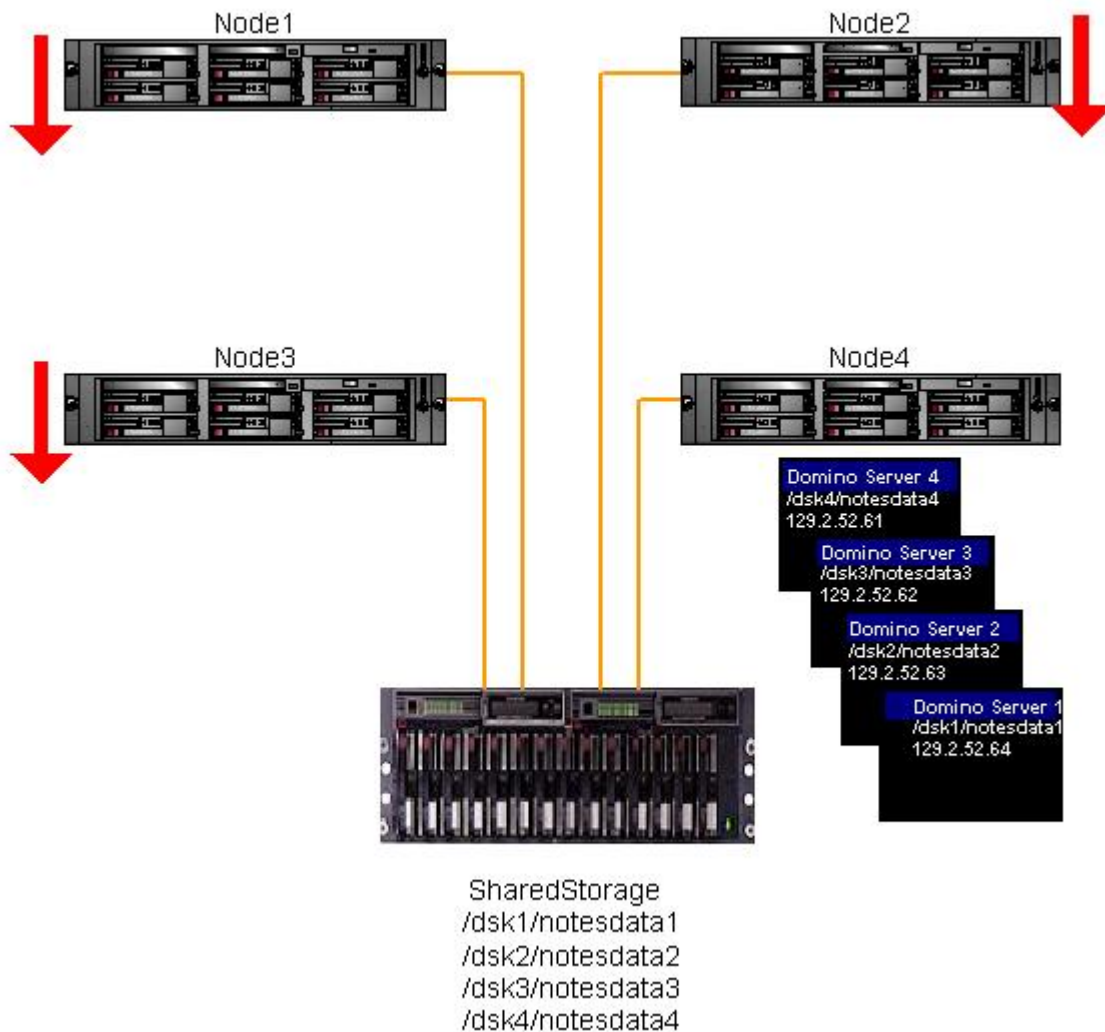 Node1
Node2
Node3
Node4
Domino Server 4
/dsk4/notesdata4
129.2.52.61
Domino Server 3
/dsk3/notesdata3
129.2.52.62
Domino Server 2
/dsk2/notesdata2
129.2.52.63
Domino Server 1
/dsk1/notesdata1
129.2.52.64
SharedStorage
/dsk1/notesdata1
/dsk2/notesdata2
/dsk3/notesdata3
/dsk4/notesdata4